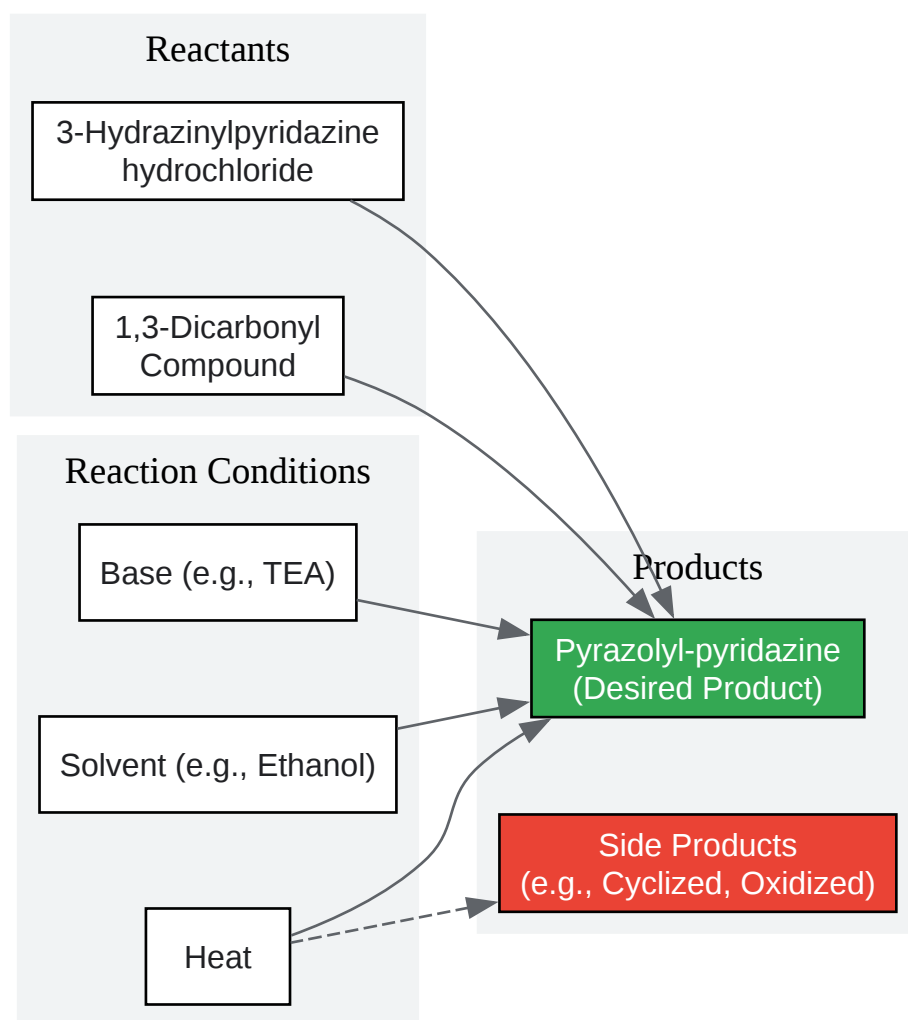 Reactants
3-Hydrazinylpyridazine
hydrochloride
1,3-Dicarbonyl
Compound
Reaction Conditions
Base (e.g., TEA)
Solvent (e.g., Ethanol)
Heat
Products
Pyrazolyl-pyridazine
(Desired Product)
Side Products
(e.g., Cyclized, Oxidized)